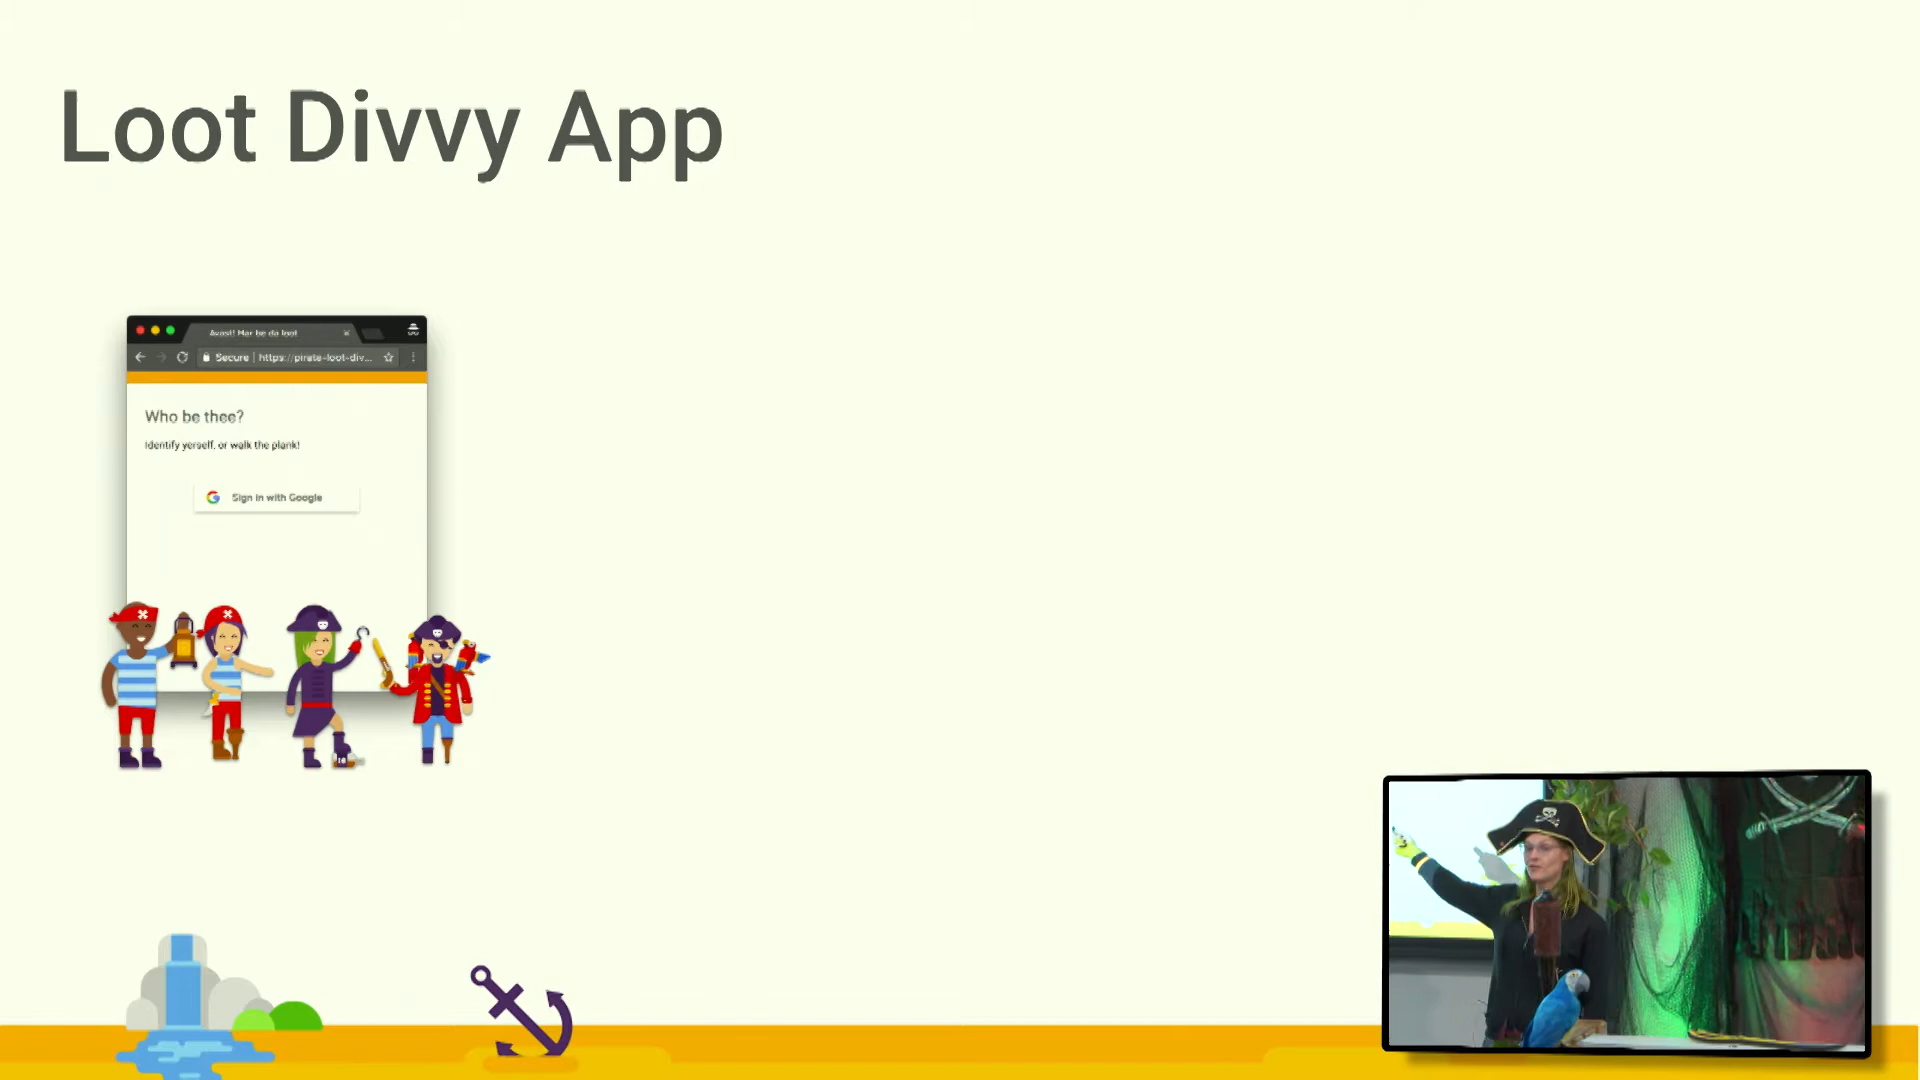 Loot Divvy App
Avast! Har be da loot
Secure | https://pirate-loot-div...
Who be thee?
Identify yerself, or walk the plank!
Sign in with Google